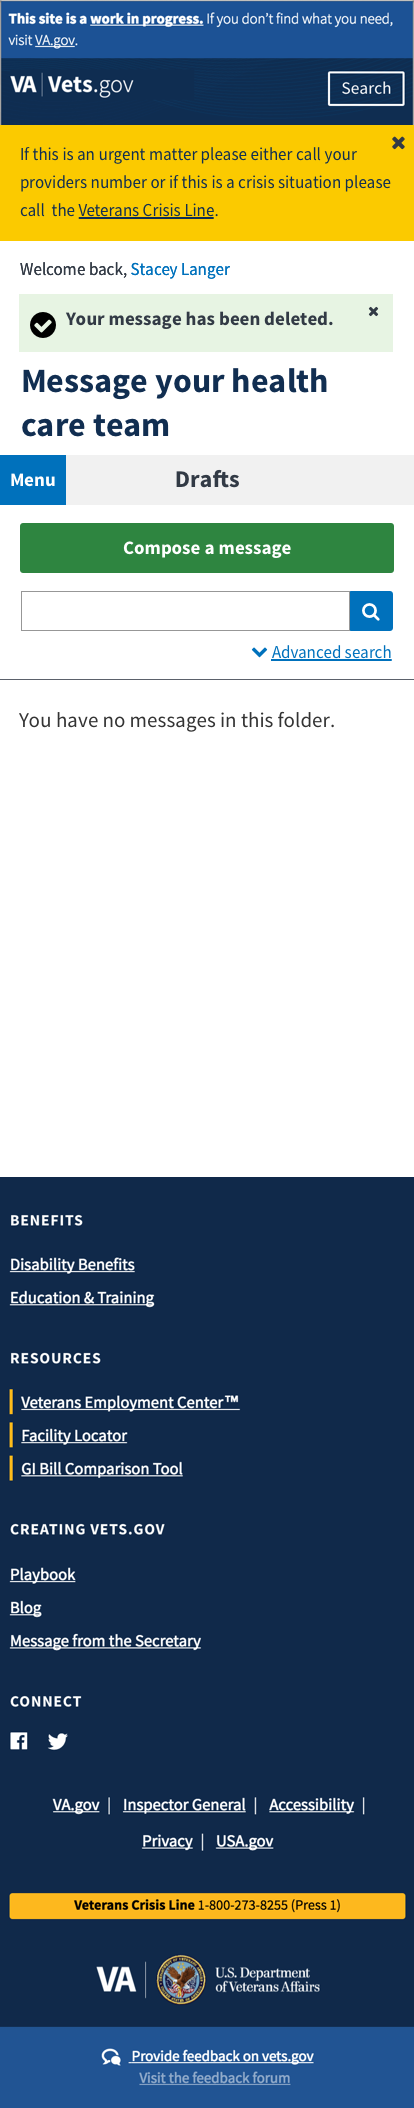 This site is a work in progress. If you don't find what you need,
visit VA.gov.
VA | Vets.gov
Search
If this is an urgent matter please either call your
providers number or if this is a crisis situation please
call the Veterans Crisis Line.
Welcome back, Stacey Langer
Your message has been deleted.
Message your health
care team
Menu
Drafts
Compose a message
Advanced search
You have no messages in this folder.
BENEFITS
Disability Benefits
Education & Training
RESOURCES
Veterans Employment Center™
Facility Locator
GI Bill Comparison Tool
CREATING VETS.GOV
Playbook
Blog
Message from the Secretary
CONNECT
VA.gov | Inspector General | Accessibility |
Privacy | USA.gov
Veterans Crisis Line 1-800-273-8255 (Press 1)
VA
U.S. Department
of Veterans Affairs
Provide feedback on vets.gov
Visit the feedback forum